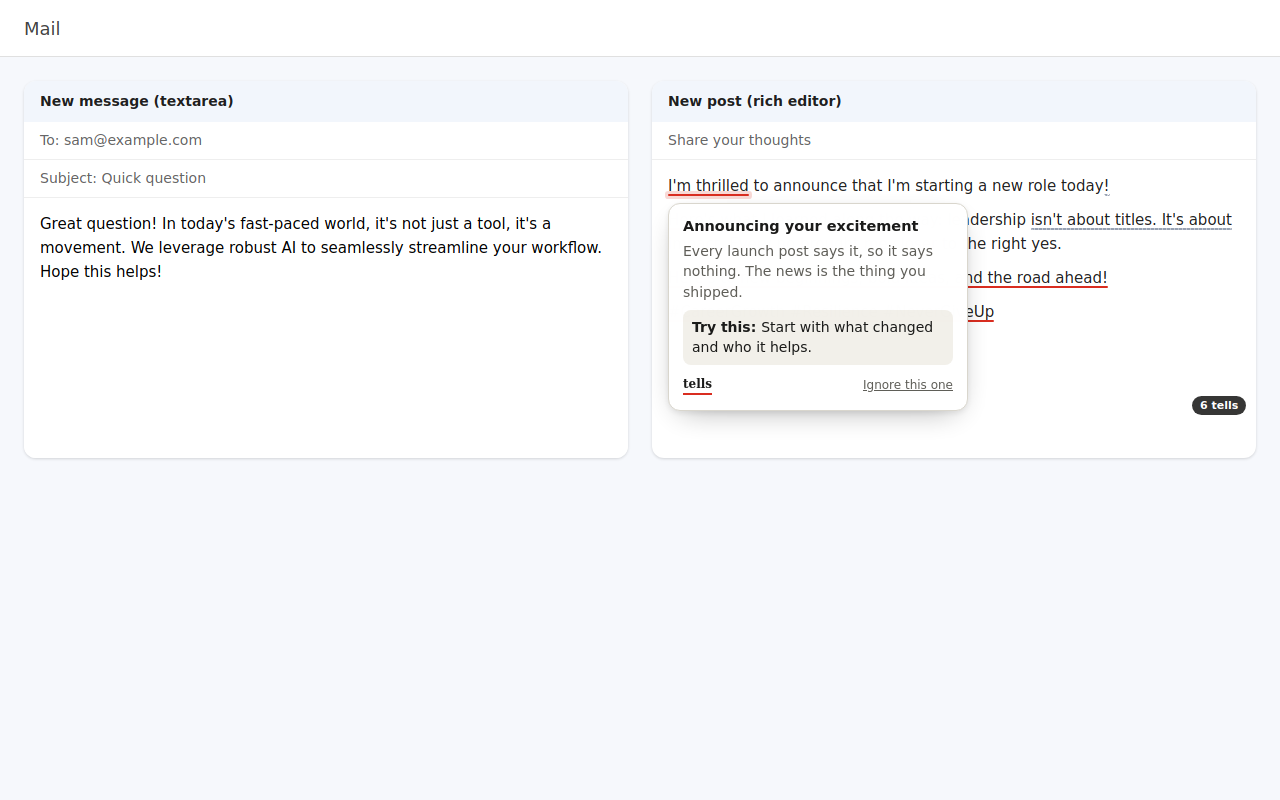 Mail
New message (textarea)
To: sam@example.com
Subject: Quick question
Great question! In today's fast-paced world, it's not just a tool, it's a
movement. We leverage robust AI to seamlessly streamline your workflow.
Hope this helps!
New post (rich editor)
Share your thoughts
I'm thrilled to announce that I'm starting a new role today!
isn't about titles. It's about
right yes.
the road ahead!
Announcing your excitement
Every launch post says it, so it says
nothing. The news is the thing you
shipped.
Try this: Start with what changed
and who it helps.
tells
Ignore this one
6 tells